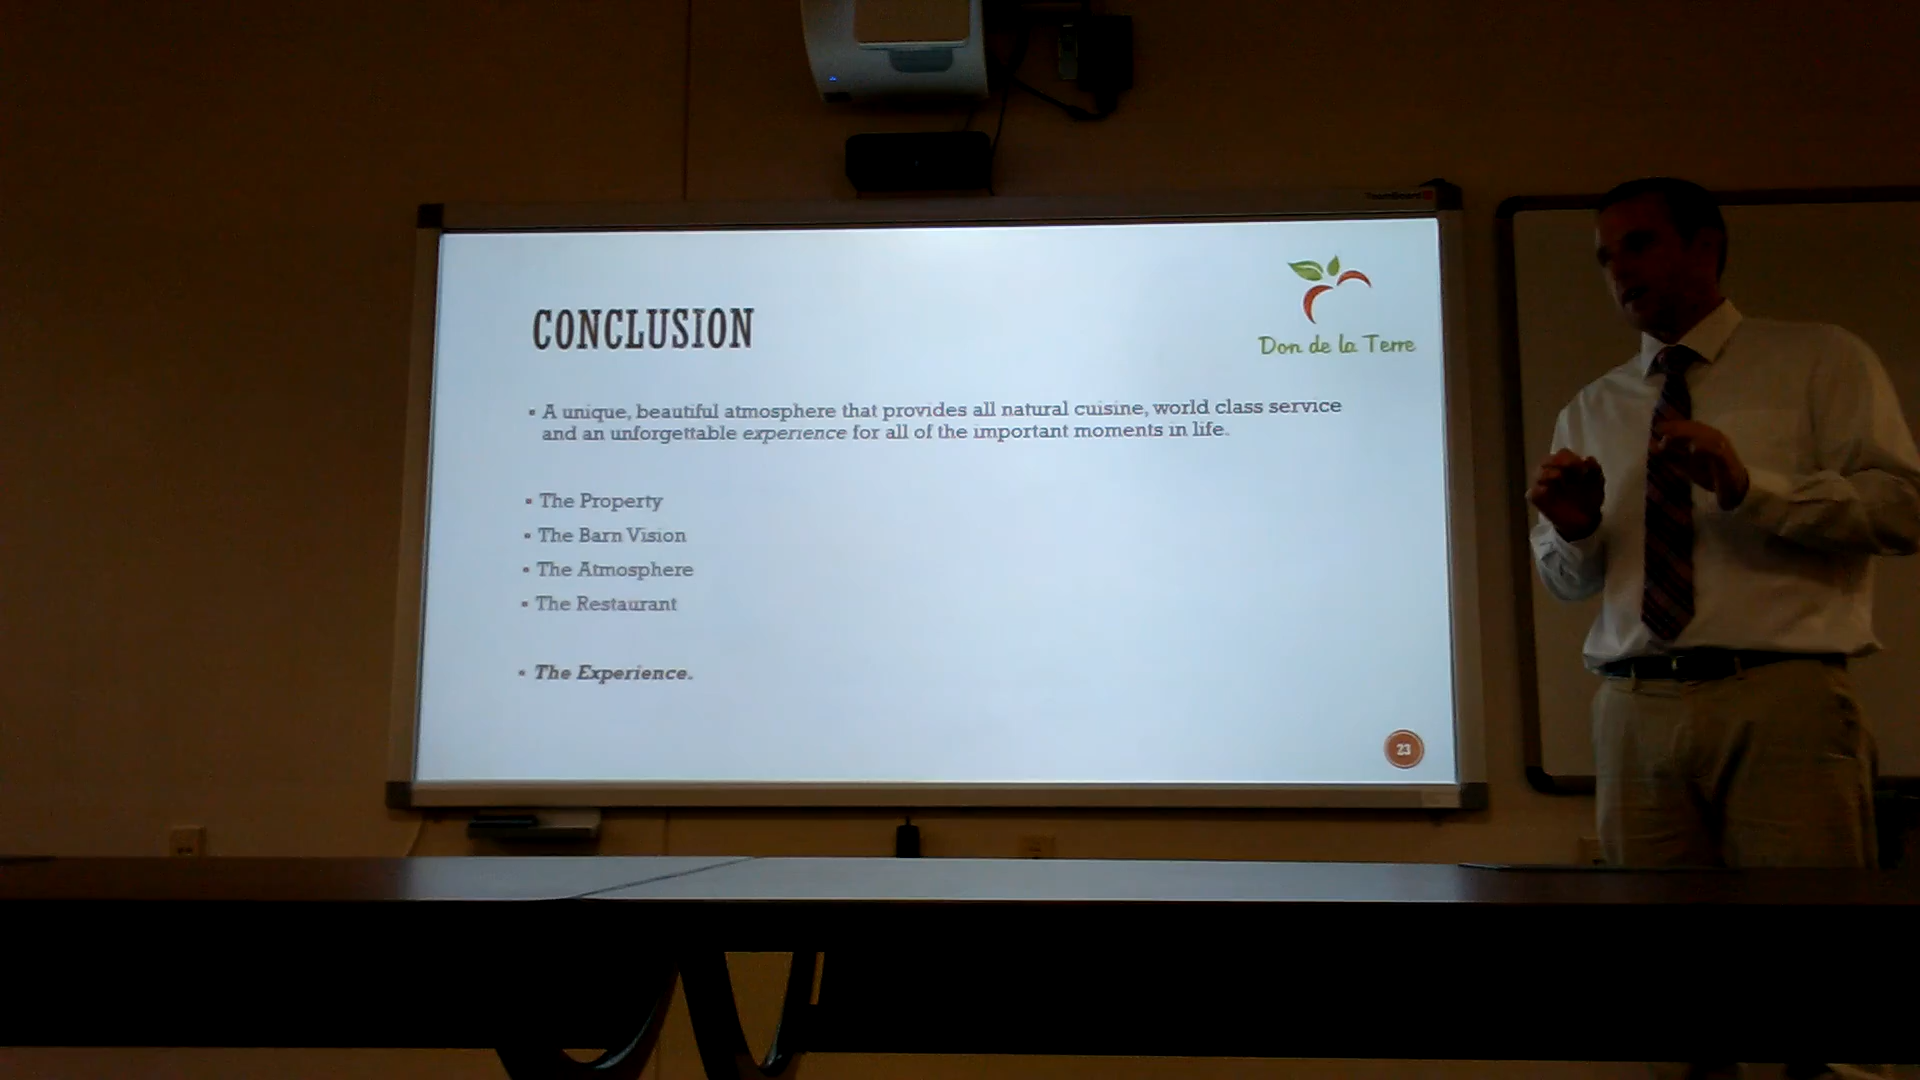 CONCLUSION
Don de la Terre
▪ A unique, beautiful atmosphere that provides all natural cuisine, world class service
and an unforgettable experience for all of the important moments in life.
▪ The Property
▪ The Barn Vision
▪ The Atmosphere
▪ The Restaurant
▪ The Experience.
23